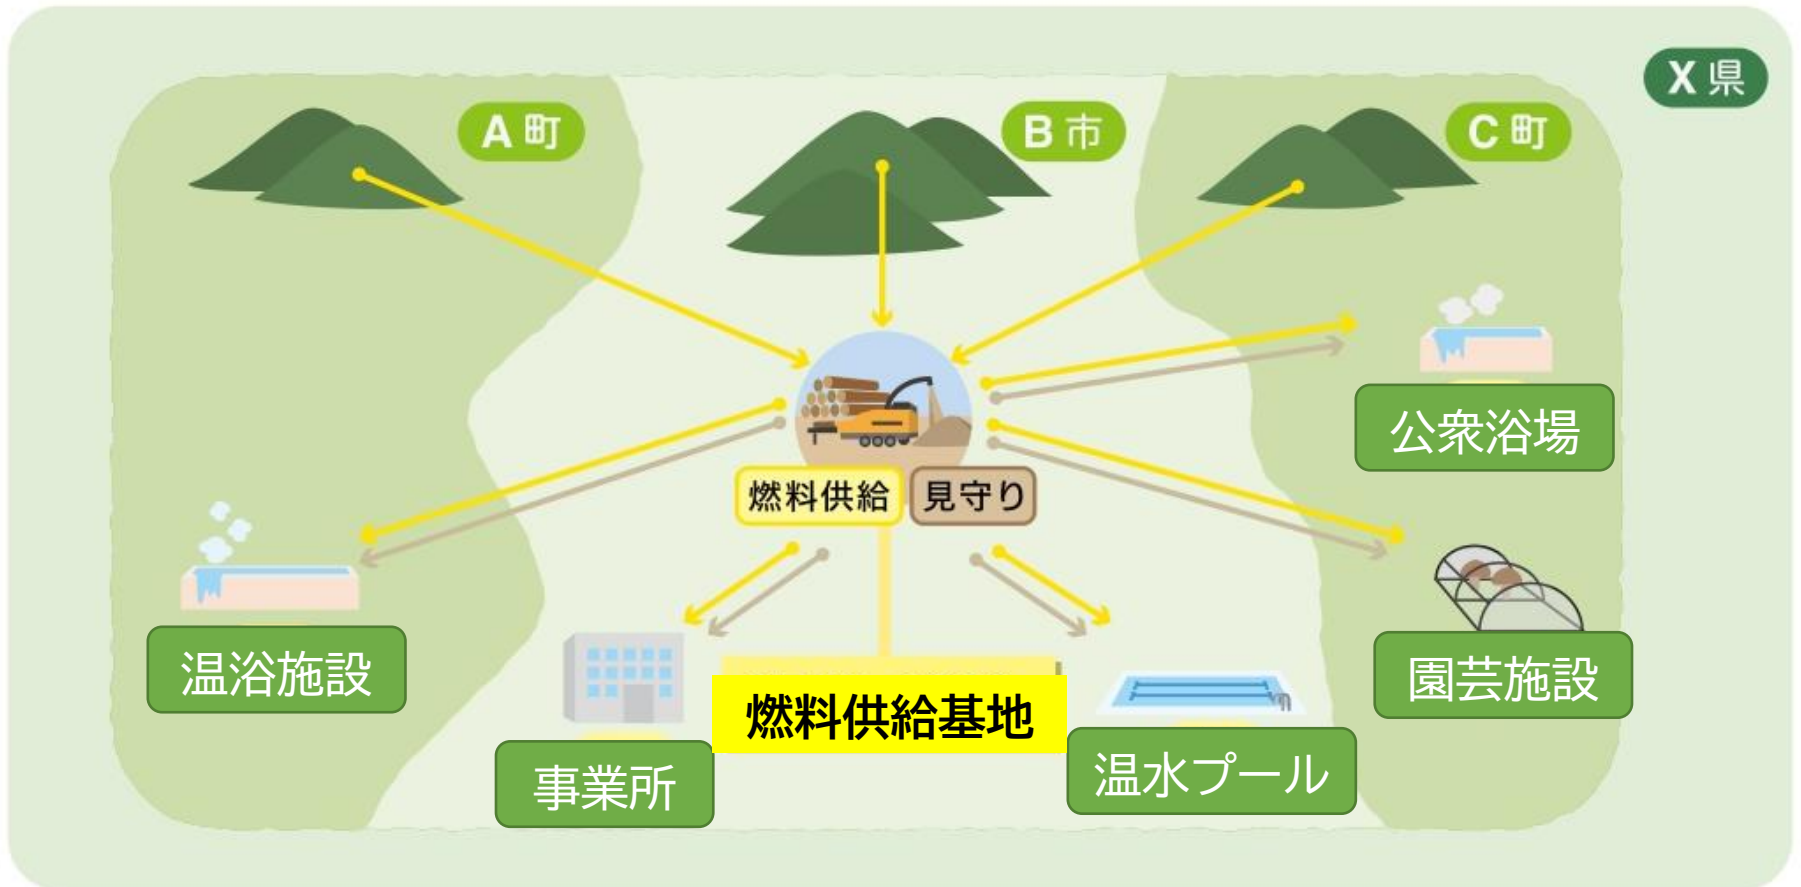 X県
A町
B市
C町
燃料供給
見守り
公衆浴場
温浴施設
園芸施設
燃料供給基地
事業所
温水プール